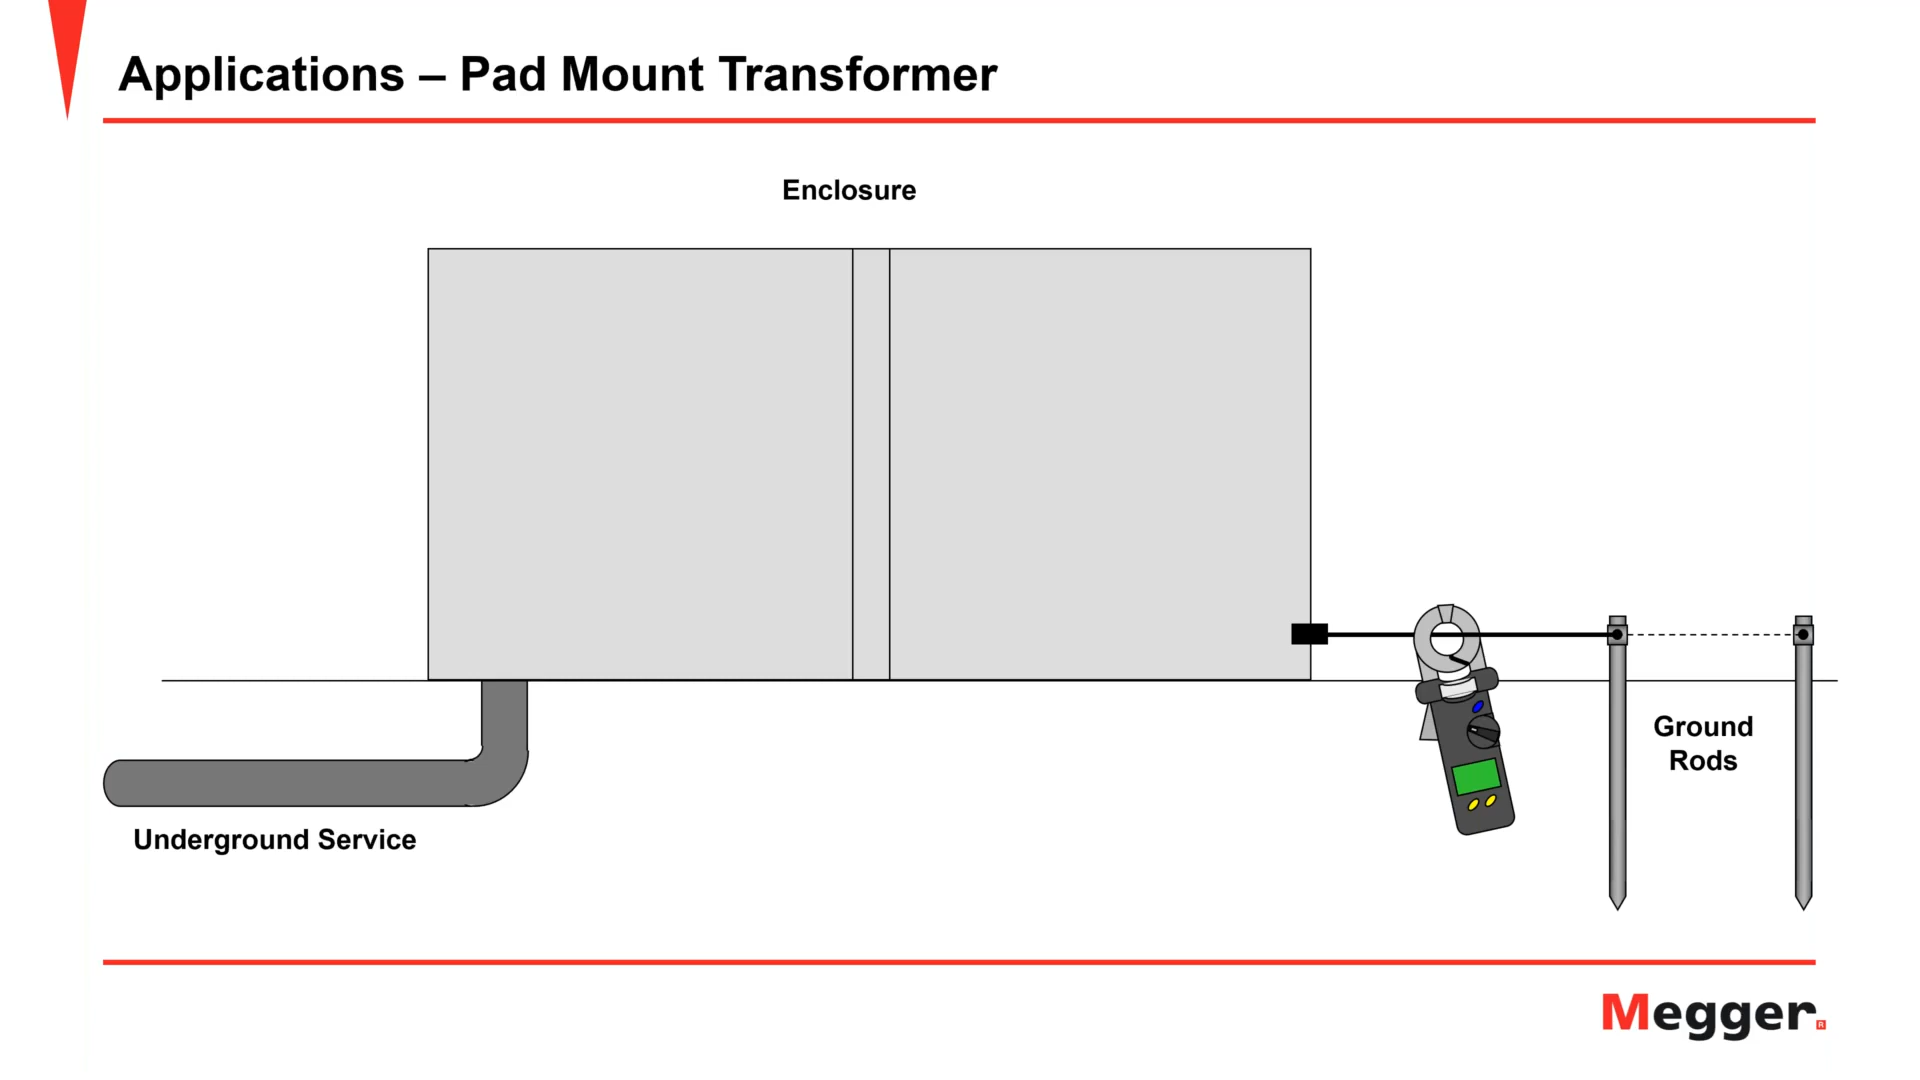 Applications – Pad Mount Transformer
Enclosure
Ground
Rods
Underground Service
Megger